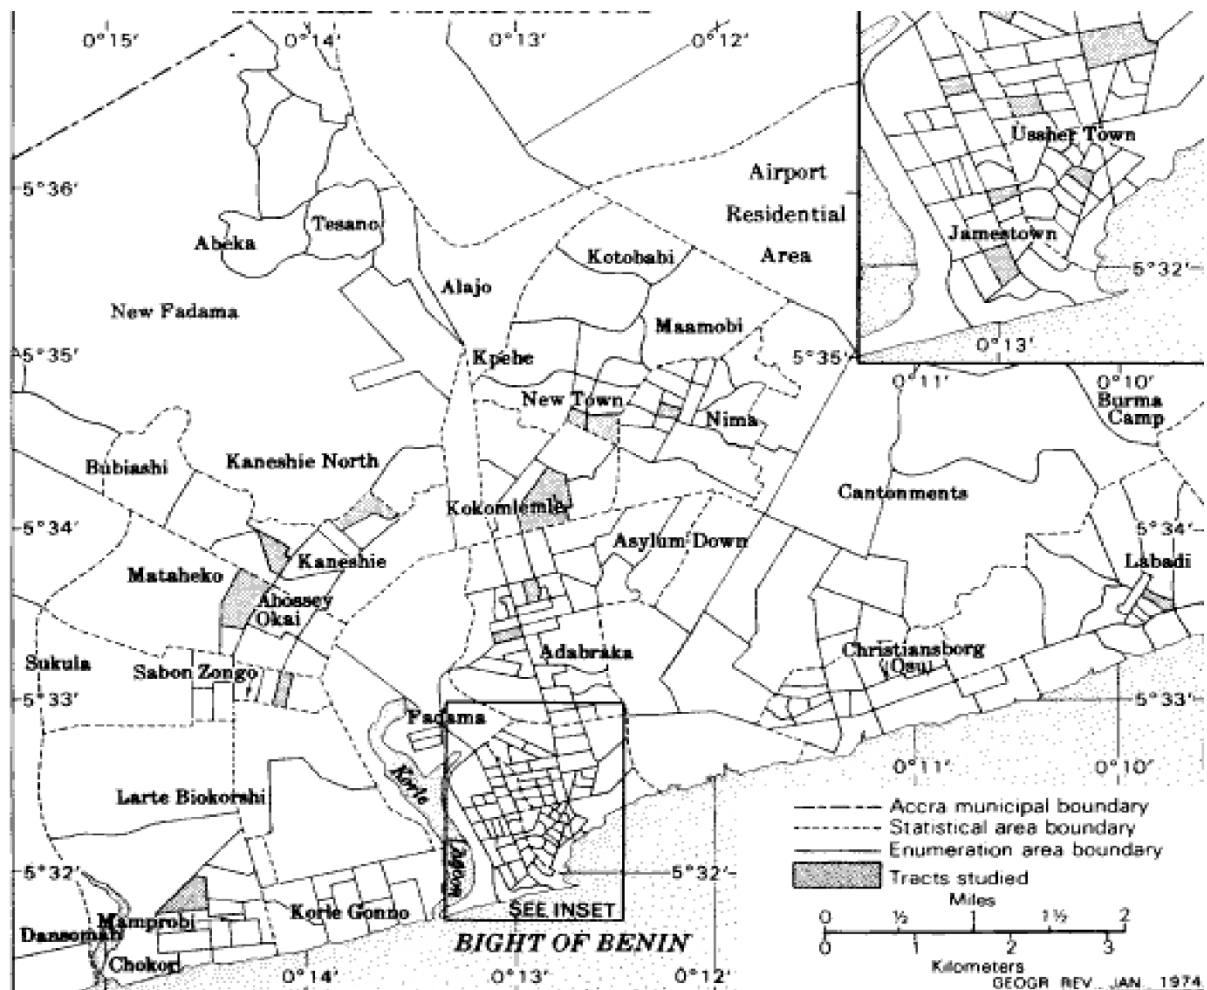 0°15'
0°14'
0°13'
0°12'
5°36'
Airport
Residential
Area
Ussher Town
Jamestown
5°32'
0°13'
Tesano
Abeka
Kotobabi
Alajo
New Fadama
Maamobi
5°35'
Kpehe
5°35'
0°11'
0°10'
Burma
Camp
New Town
Nima
Bubiashi
Kaneshie North
Cantonments
Kokomlemle
5°34'
Asylum Down
5°34'
Kaneshie
Labadi
Mataheko
Abossey
Okai
Adabraka
Christiansborg
(Osu)
Sukula
Sabon Zongo
5°33'
5°33'
Fadama
0°11'
0°10'
Korle
Lagoon
Larte Biokorshi
Accra municipal boundary
Statistical area boundary
Enumeration area boundary
Tracts studied
5°32'
5°32'
Miles
0 ½ 1 1½ 2
0 1 2 3
Kilometers
Mamprobi
Korle Gonno
SEE INSET
Dansoman
Chokor
BIGHT OF BENIN
0°14'
0°13'
0°12'
GEOGR REV. JAN. 1974